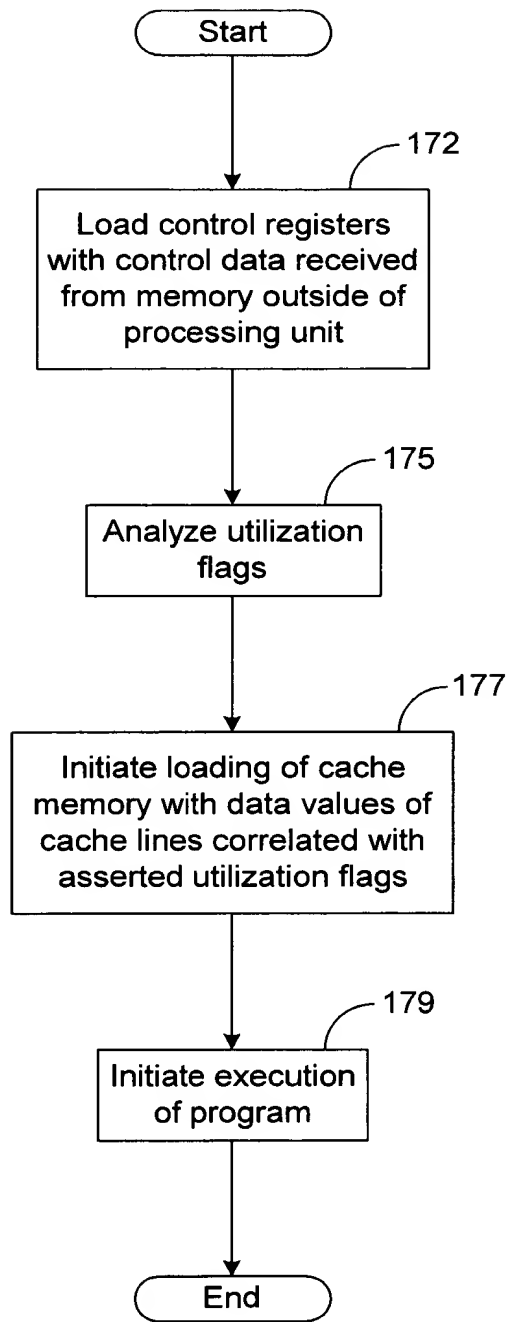 Start
172
Load control registers
with control data received
from memory outside of
processing unit
175
Analyze utilization
flags
177
Initiate loading of cache
memory with data values of
cache lines correlated with
asserted utilization flags
179
Initiate execution
of program
End